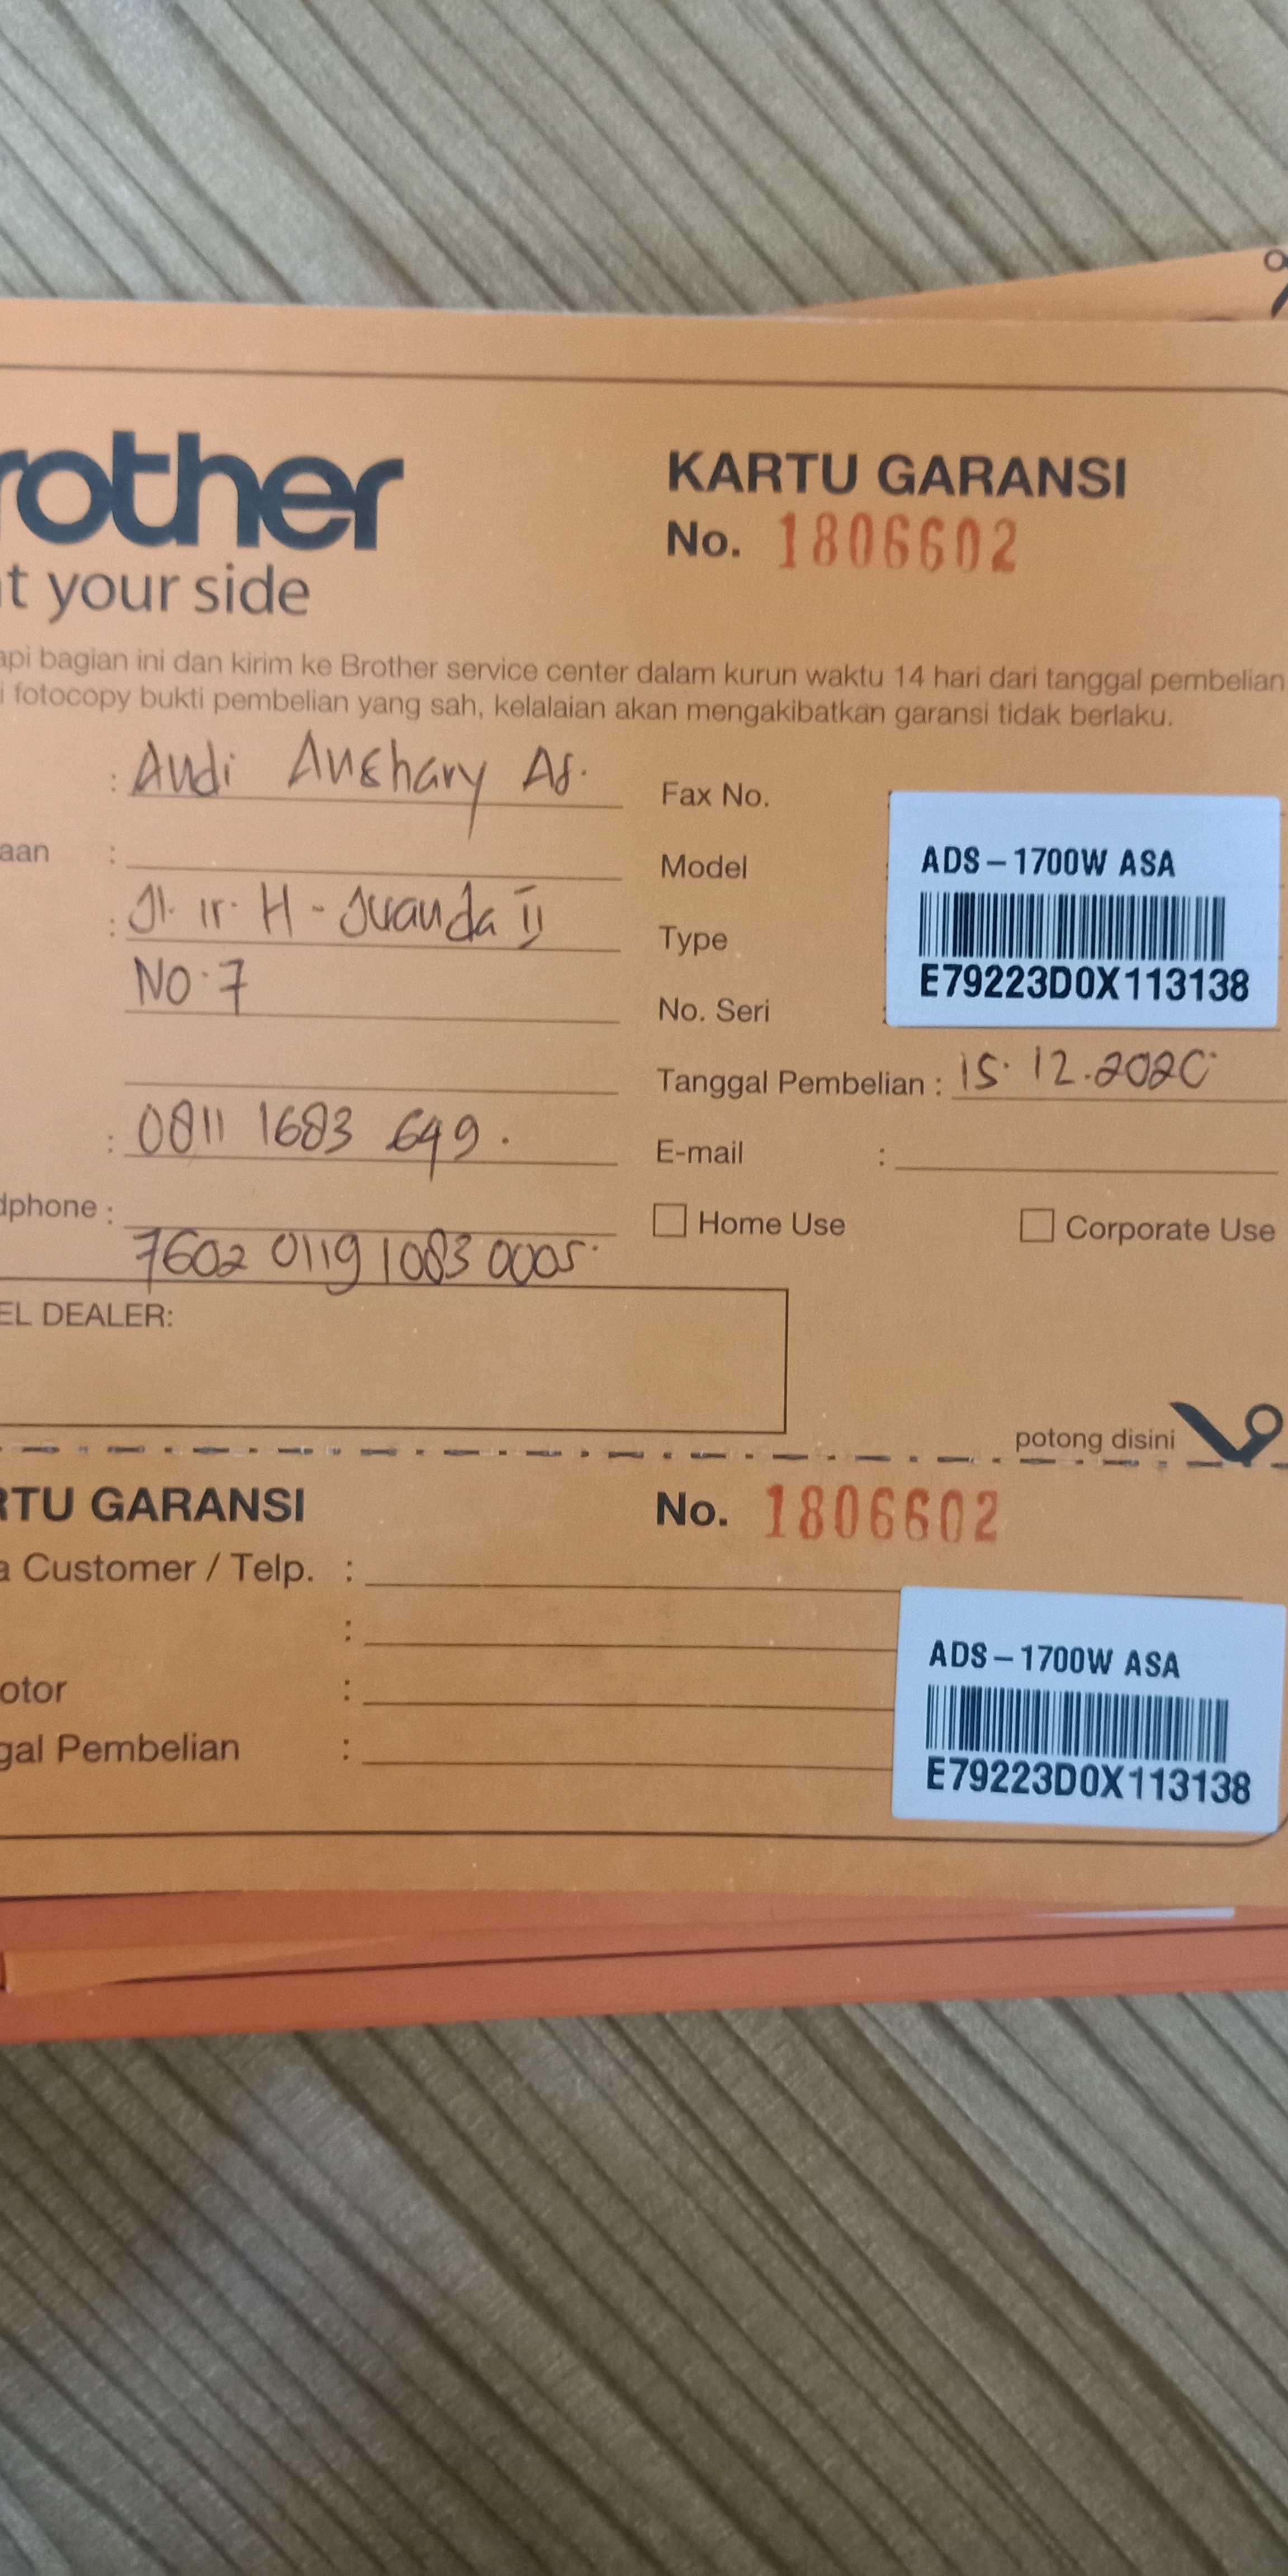 rother
at your side
KARTU GARANSI
No. 1806602
api bagian ini dan kirim ke Brother service center dalam kurun waktu 14 hari dari tanggal pembelian
i fotocopy bukti pembelian yang sah, kelalaian akan mengakibatkan garansi tidak berlaku.
: Andi Anshary As.
Fax No.
aan :
Model
ADS-1700W ASA
: Jl. Ir. H - Juanda II
Type
No. 7
E79223D0X113138
No. Seri :
Tanggal Pembelian : 15. 12. 2020
: 0811 1683 649.
E-mail :
dphone :
Home Use
Corporate Use
7602 0119 1083 0005.
EL DEALER:
potong disini
RTU GARANSI
No. 1806602
a Customer / Telp. :
:
ADS-1700W ASA
otor :
gal Pembelian :
E79223D0X113138